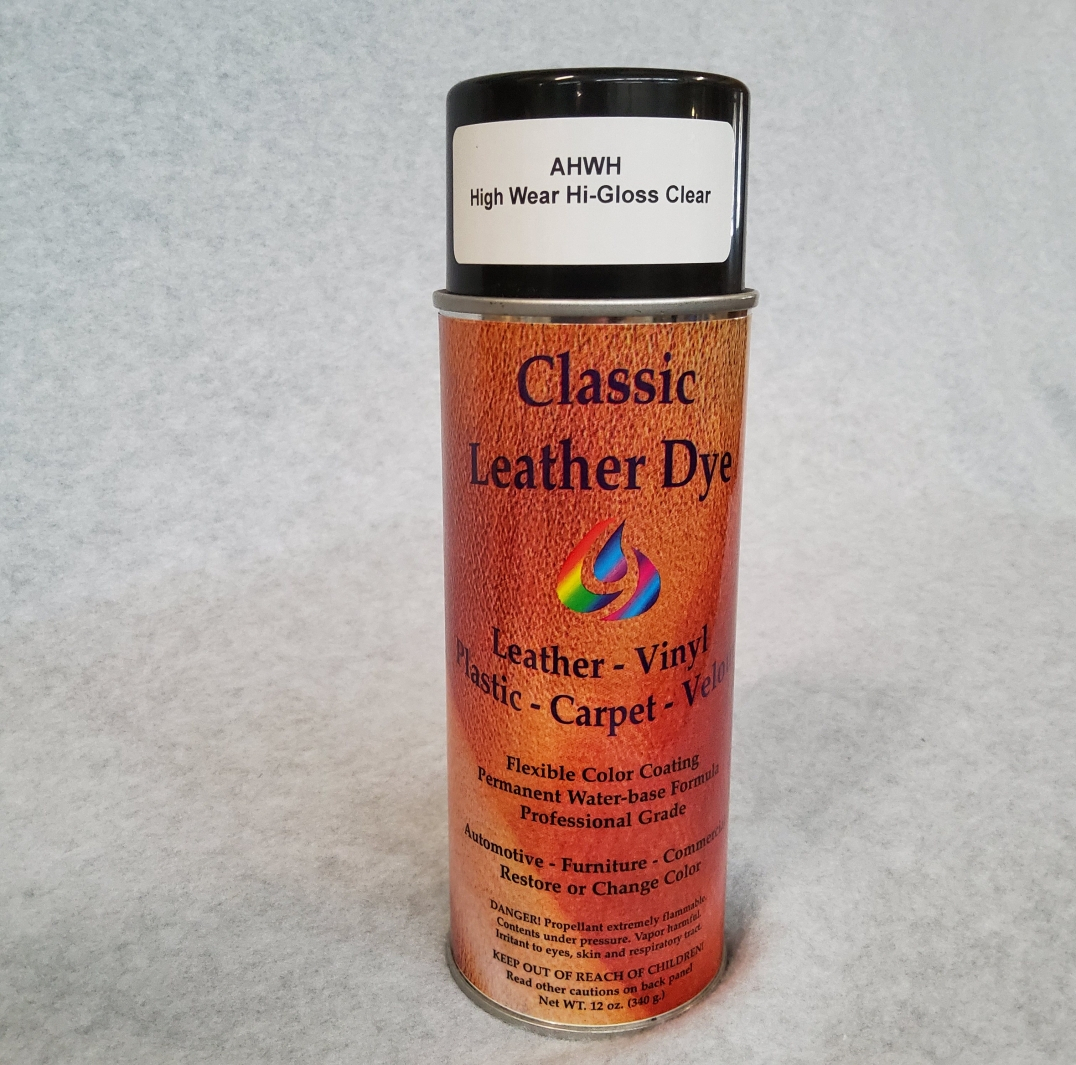 AHWH
High Wear Hi-Gloss Clear
Classic
Leather Dye
Leather - Vinyl
Plastic - Carpet -
Flexible Color Coating
Permanent Water-base Formula
Professional Grade
Automotive - Furniture -
Restore or Change Color
DANGER! Propellant extremely flammable.
Contents under pressure. Vapor harmful.
Irritant to eyes, skin and respiratory tract.
KEEP OUT OF REACH OF CHILDREN!
Read other cautions on back panel
Net WT. 12 oz. (340 g.)